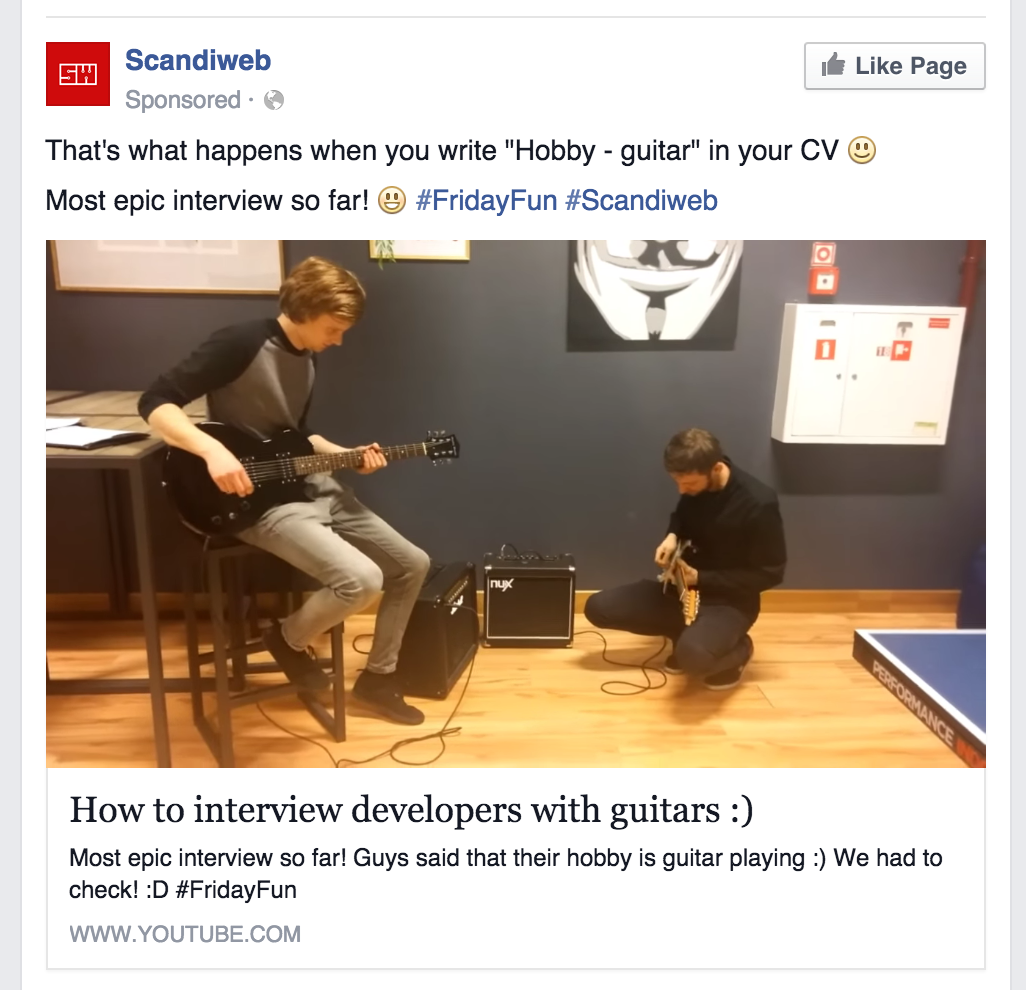 SW
Scandiweb
Like Page
Sponsored ·
That's what happens when you write "Hobby - guitar" in your CV
Most epic interview so far! #FridayFun #Scandiweb
nux
PERFORMANCE
How to interview developers with guitars :)
Most epic interview so far! Guys said that their hobby is guitar playing :) We had to
check! :D #FridayFun
WWW.YOUTUBE.COM